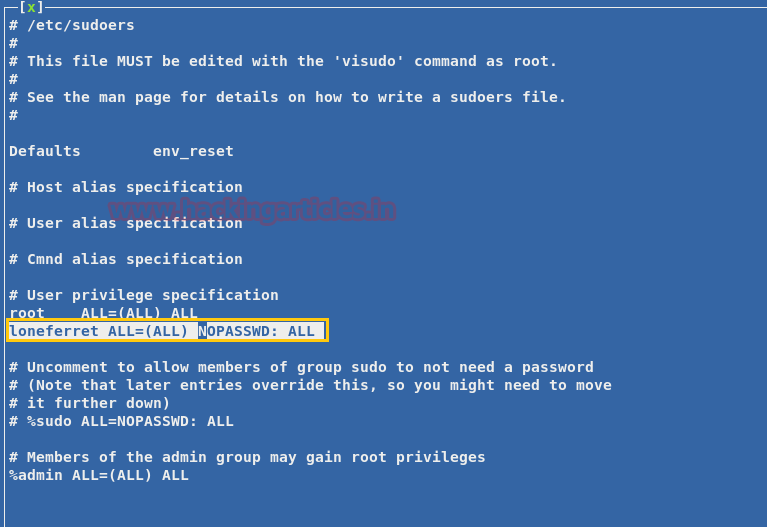 [x]
# /etc/sudoers
#
# This file MUST be edited with the 'visudo' command as root.
#
# See the man page for details on how to write a sudoers file.
#
Defaults        env_reset
# Host alias specification
www.hackingarticles.in
# User alias specification
# Cmnd alias specification
# User privilege specification
root    ALL=(ALL) ALL
loneferret ALL=(ALL) NOPASSWD: ALL
# Uncomment to allow members of group sudo to not need a password
# (Note that later entries override this, so you might need to move
# it further down)
# %sudo ALL=NOPASSWD: ALL
# Members of the admin group may gain root privileges
%admin ALL=(ALL) ALL